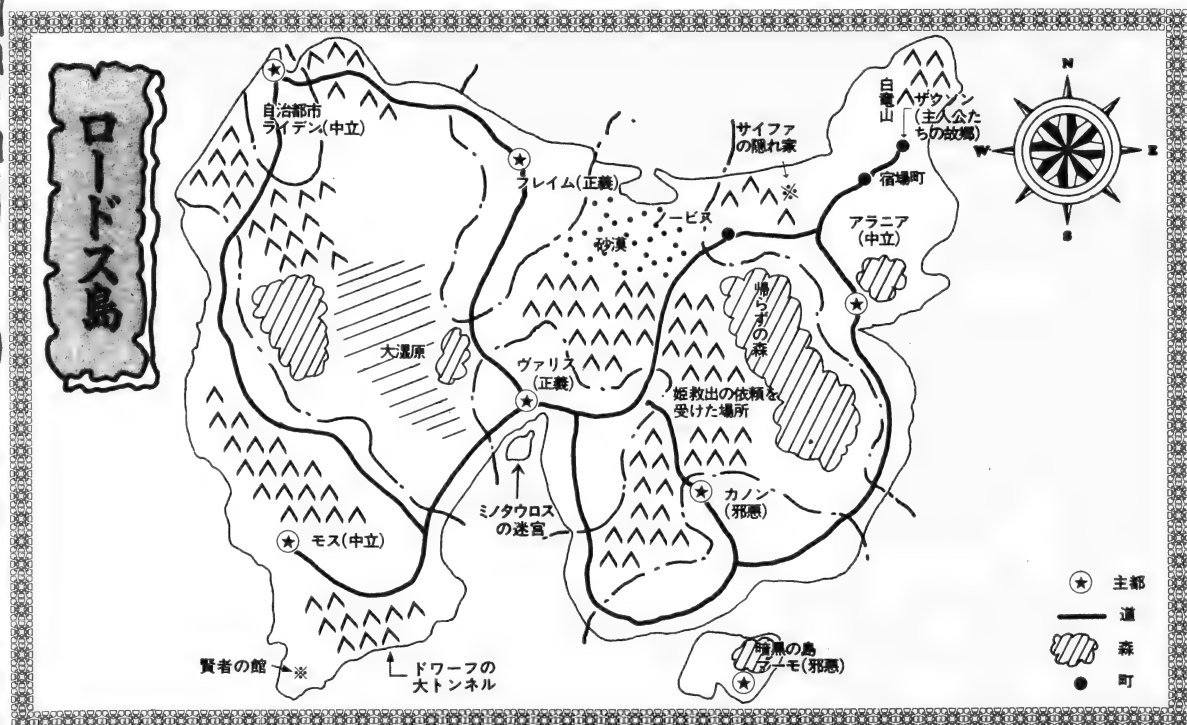 ロードス島
自治都市
ライデン(中立)
フレイム(正義)
砂漠
ノービス
サイファ
の隠れ家
白竜山
ザクソン
(主人公た
ちの故郷)
宿場町
アラニア
(中立)
帰らずの森
大湿原
ヴァリス
(正義)
姫救出の依頼を
受けた場所
カノン
(邪悪)
ミノタウロス
の迷宮
モス(中立)
賢者の館
ドワーフの
大トンネル
暗黒の島
マーモ(邪悪)
N
W
E
S
主都
道
森
町